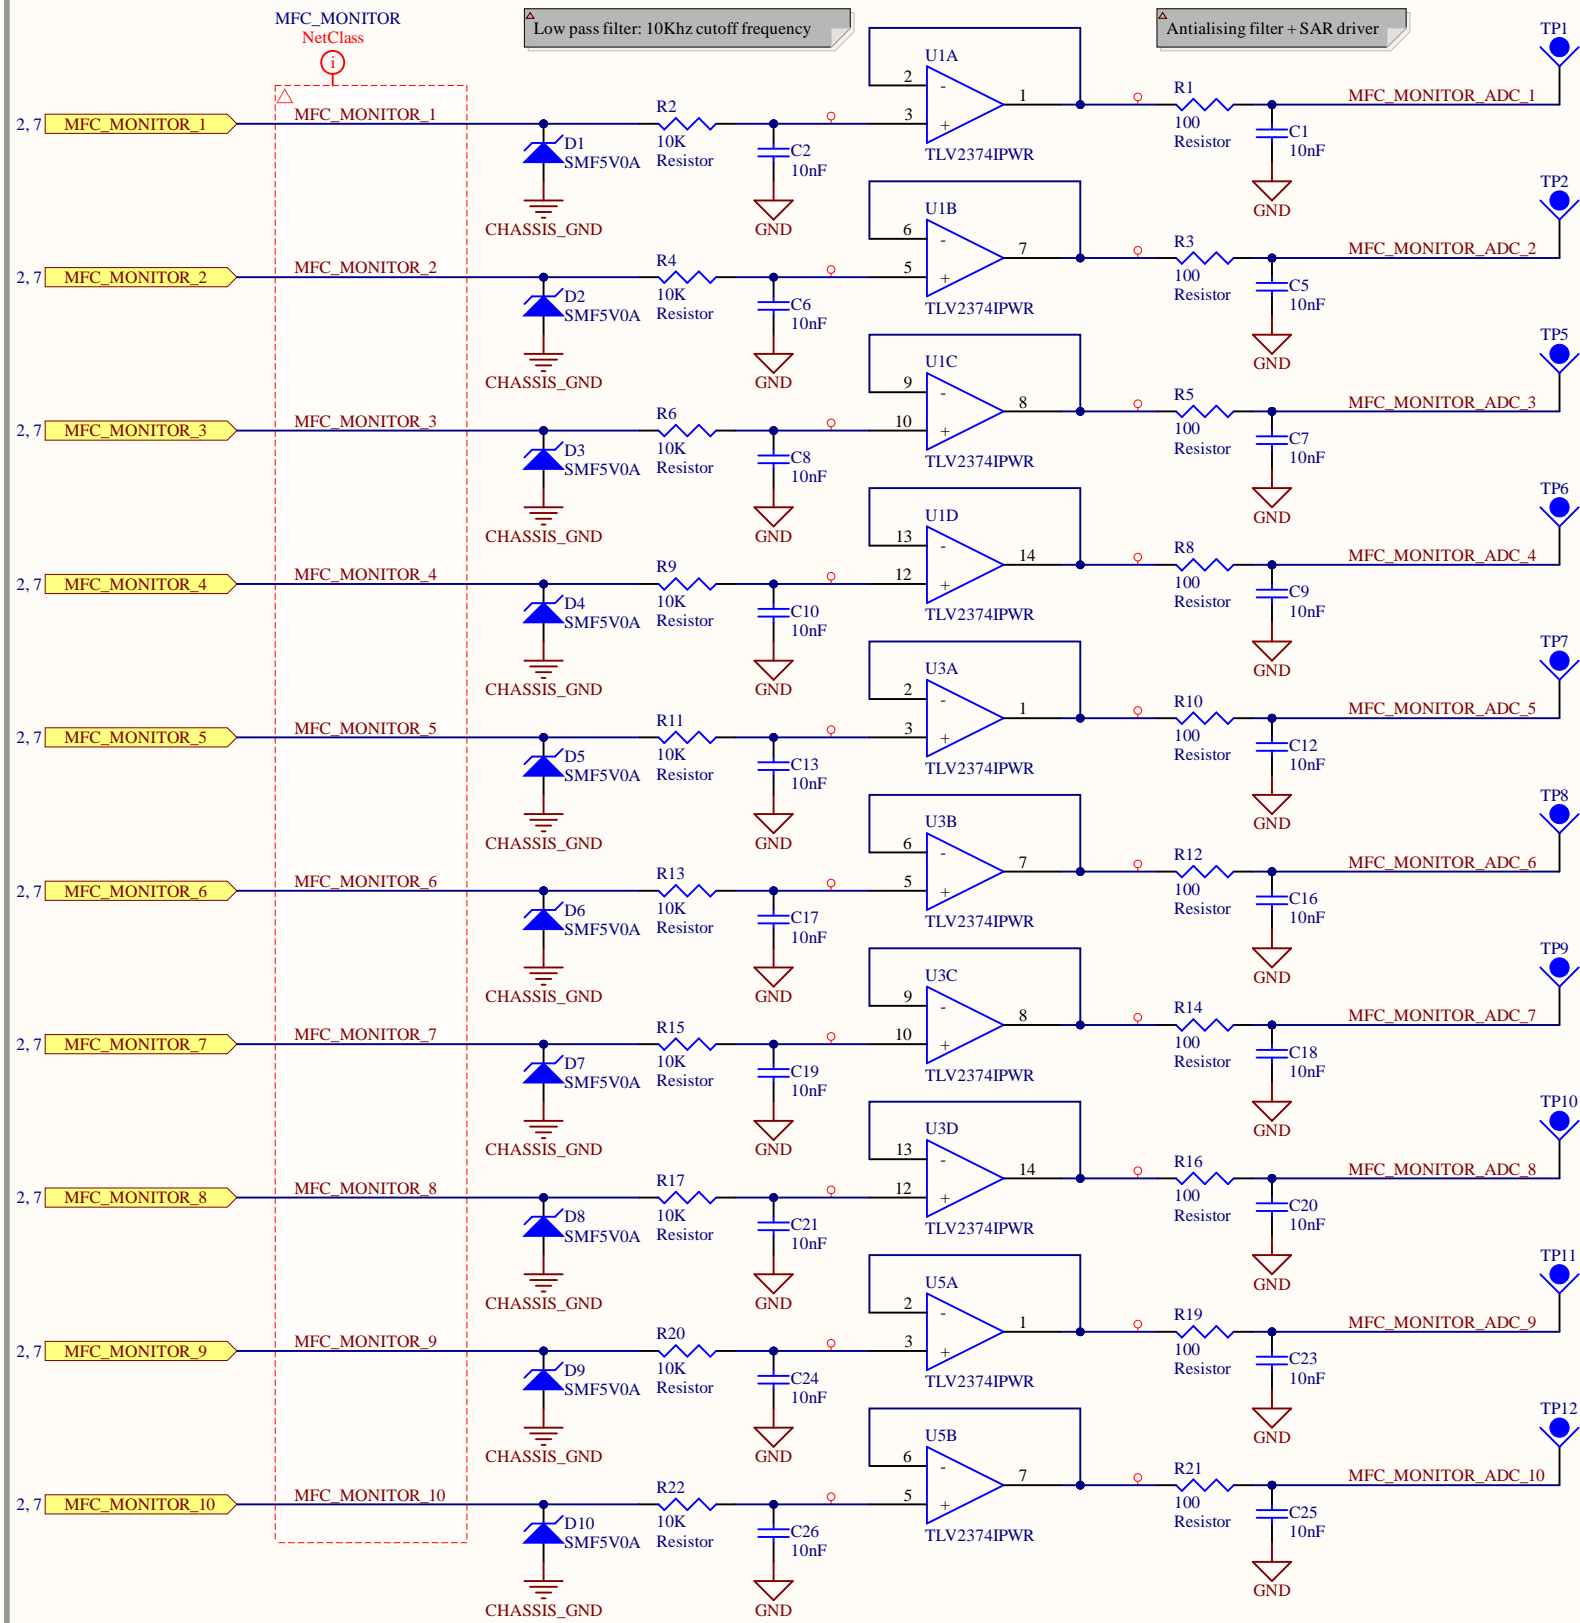 MFC_MONITOR
NetClass
i
Low pass filter: 10Khz cutoff frequency
Antialising filter + SAR driver
TP1
2, 7 MFC_MONITOR_1 MFC_MONITOR_1
D1
SMF5V0A
CHASSIS_GND
R2
10K
Resistor
C2
10nF
GND
U1A
2 - 1
3 +
TLV2374IPWR
R1
100
Resistor
C1
10nF
GND
MFC_MONITOR_ADC_1
TP2
2, 7 MFC_MONITOR_2 MFC_MONITOR_2
D2
SMF5V0A
CHASSIS_GND
R4
10K
Resistor
C6
10nF
GND
U1B
6 - 7
5 +
TLV2374IPWR
R3
100
Resistor
C5
10nF
GND
MFC_MONITOR_ADC_2
TP5
2, 7 MFC_MONITOR_3 MFC_MONITOR_3
D3
SMF5V0A
CHASSIS_GND
R6
10K
Resistor
C8
10nF
GND
U1C
9 - 8
10 +
TLV2374IPWR
R5
100
Resistor
C7
10nF
GND
MFC_MONITOR_ADC_3
TP6
2, 7 MFC_MONITOR_4 MFC_MONITOR_4
D4
SMF5V0A
CHASSIS_GND
R9
10K
Resistor
C10
10nF
GND
U1D
13 - 14
12 +
TLV2374IPWR
R8
100
Resistor
C9
10nF
GND
MFC_MONITOR_ADC_4
TP7
2, 7 MFC_MONITOR_5 MFC_MONITOR_5
D5
SMF5V0A
CHASSIS_GND
R11
10K
Resistor
C13
10nF
GND
U3A
2 - 1
3 +
TLV2374IPWR
R10
100
Resistor
C12
10nF
GND
MFC_MONITOR_ADC_5
TP8
2, 7 MFC_MONITOR_6 MFC_MONITOR_6
D6
SMF5V0A
CHASSIS_GND
R13
10K
Resistor
C17
10nF
GND
U3B
6 - 7
5 +
TLV2374IPWR
R12
100
Resistor
C16
10nF
GND
MFC_MONITOR_ADC_6
TP9
2, 7 MFC_MONITOR_7 MFC_MONITOR_7
D7
SMF5V0A
CHASSIS_GND
R15
10K
Resistor
C19
10nF
GND
U3C
9 - 8
10 +
TLV2374IPWR
R14
100
Resistor
C18
10nF
GND
MFC_MONITOR_ADC_7
TP10
2, 7 MFC_MONITOR_8 MFC_MONITOR_8
D8
SMF5V0A
CHASSIS_GND
R17
10K
Resistor
C21
10nF
GND
U3D
13 - 14
12 +
TLV2374IPWR
R16
100
Resistor
C20
10nF
GND
MFC_MONITOR_ADC_8
TP11
2, 7 MFC_MONITOR_9 MFC_MONITOR_9
D9
SMF5V0A
CHASSIS_GND
R20
10K
Resistor
C24
10nF
GND
U5A
2 - 1
3 +
TLV2374IPWR
R19
100
Resistor
C23
10nF
GND
MFC_MONITOR_ADC_9
TP12
2, 7 MFC_MONITOR_10 MFC_MONITOR_10
D10
SMF5V0A
CHASSIS_GND
R22
10K
Resistor
C26
10nF
GND
U5B
6 - 7
5 +
TLV2374IPWR
R21
100
Resistor
C25
10nF
GND
MFC_MONITOR_ADC_10